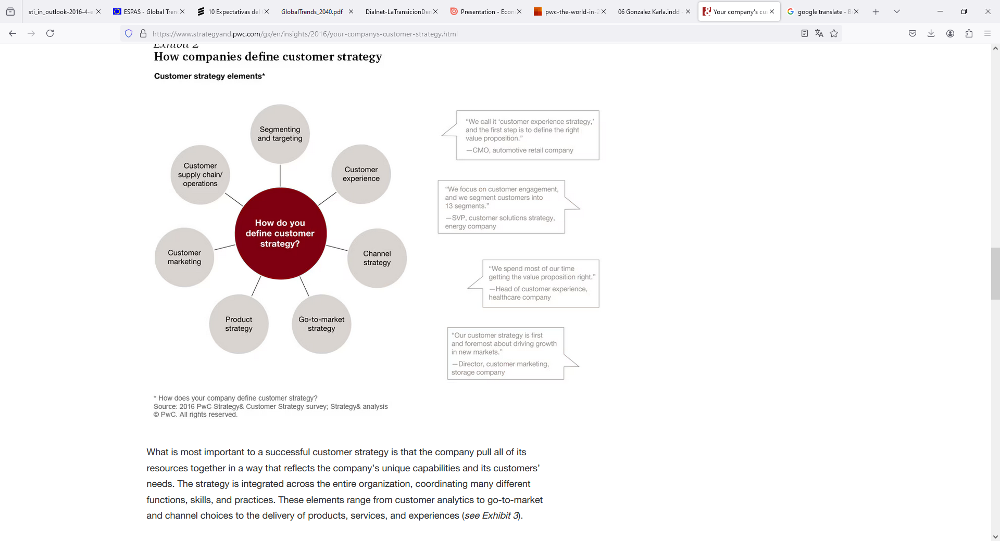 sti_in_outlook-2016-4-e
ESPAS - Global Tren
10 Expectativas del
GlobalTrends_2040.pdf
Dialnet-LaTransicionDe
Presentation - Econ
pwc-the-world-in-2
06 Gonzalez Karla.indd -
Your company's cus
google translate - B
https://www.strategyand.pwc.com/gx/en/insights/2016/your-companys-customer-strategy.html
Exhibit 2
How companies define customer strategy
Customer strategy elements*
Segmenting
and targeting
Customer
experience
Channel
strategy
Go-to-market
strategy
Product
strategy
Customer
marketing
Customer
supply chain/
operations
How do you
define customer
strategy?
“We call it ‘customer experience strategy,’
and the first step is to define the right
value proposition.”
—CMO, automotive retail company
“We focus on customer engagement,
and we segment customers into
13 segments.”
—SVP, customer solutions strategy,
energy company
“We spend most of our time
getting the value proposition right.”
—Head of customer experience,
healthcare company
“Our customer strategy is first
and foremost about driving growth
in new markets.”
—Director, customer marketing,
storage company
* How does your company define customer strategy?
Source: 2016 PwC Strategy& Customer Strategy survey; Strategy& analysis
© PwC. All rights reserved.
What is most important to a successful customer strategy is that the company pull all of its
resources together in a way that reflects the company’s unique capabilities and its customers’
needs. The strategy is integrated across the entire organization, coordinating many different
functions, skills, and practices. These elements range from customer analytics to go-to-market
and channel choices to the delivery of products, services, and experiences (see Exhibit 3).